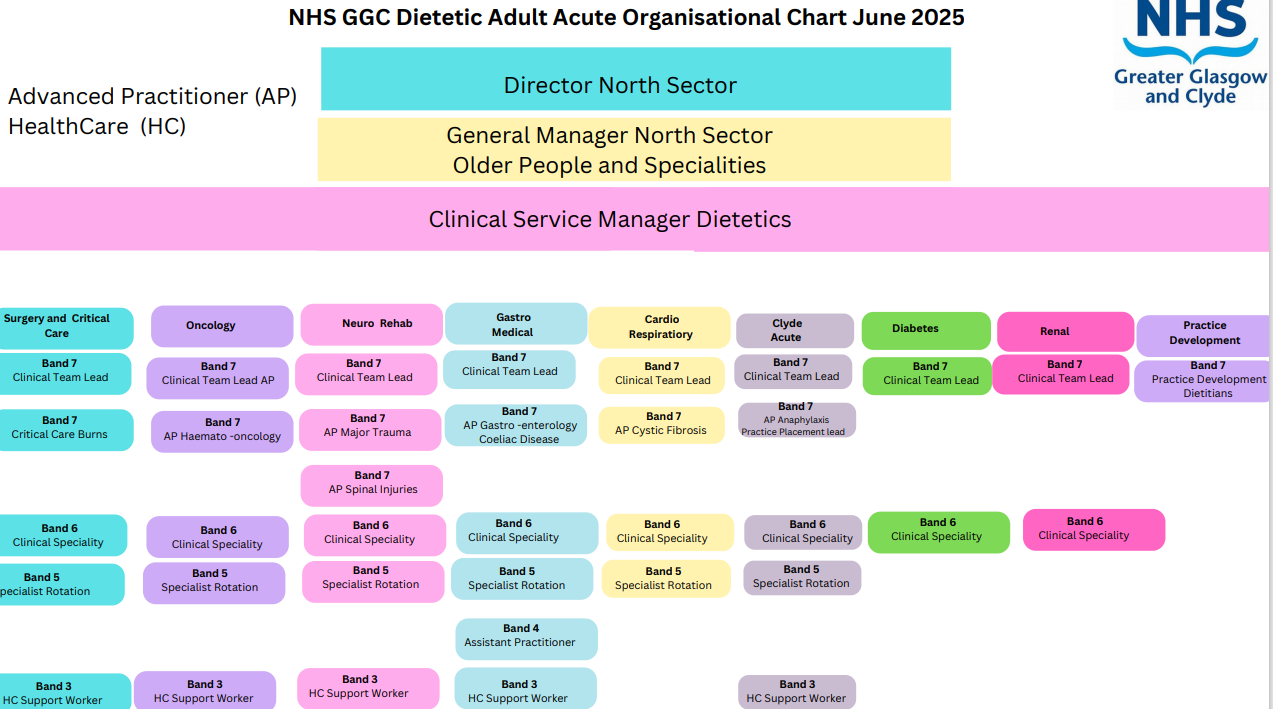 NHS GGC Dietetic Adult Acute Organisational Chart June 2025
NHS
Greater Glasgow
and Clyde
Advanced Practitioner (AP)
HealthCare (HC)
Director North Sector
General Manager North Sector
Older People and Specialities
Clinical Service Manager Dietetics
Surgery and Critical
Care
Oncology
Neuro Rehab
Gastro
Medical
Cardio
Respiratiory
Clyde
Acute
Diabetes
Renal
Practice
Development
Band 7
Clinical Team Lead
Band 7
Clinical Team Lead AP
Band 7
Clinical Team Lead
Band 7
Clinical Team Lead
Band 7
Clinical Team Lead
Band 7
Clinical Team Lead
Band 7
Clinical Team Lead
Band 7
Clinical Team Lead
Band 7
Practice Development
Dietitians
Band 7
Critical Care Burns
Band 7
AP Haemato -oncology
Band 7
AP Major Trauma
Band 7
AP Gastro -enterology
Coeliac Disease
Band 7
AP Cystic Fibrosis
Band 7
AP Anaphylaxis
Practice Placement lead
Band 7
AP Spinal Injuries
Band 6
Clinical Speciality
Band 6
Clinical Speciality
Band 6
Clinical Speciality
Band 6
Clinical Speciality
Band 6
Clinical Speciality
Band 6
Clinical Speciality
Band 6
Clinical Speciality
Band 6
Clinical Speciality
Band 5
pecialist Rotation
Band 5
Specialist Rotation
Band 5
Specialist Rotation
Band 5
Specialist Rotation
Band 5
Specialist Rotation
Band 5
Specialist Rotation
Band 4
Assistant Practitioner
Band 3
HC Support Worker
Band 3
HC Support Worker
Band 3
HC Support Worker
Band 3
HC Support Worker
Band 3
HC Support Worker